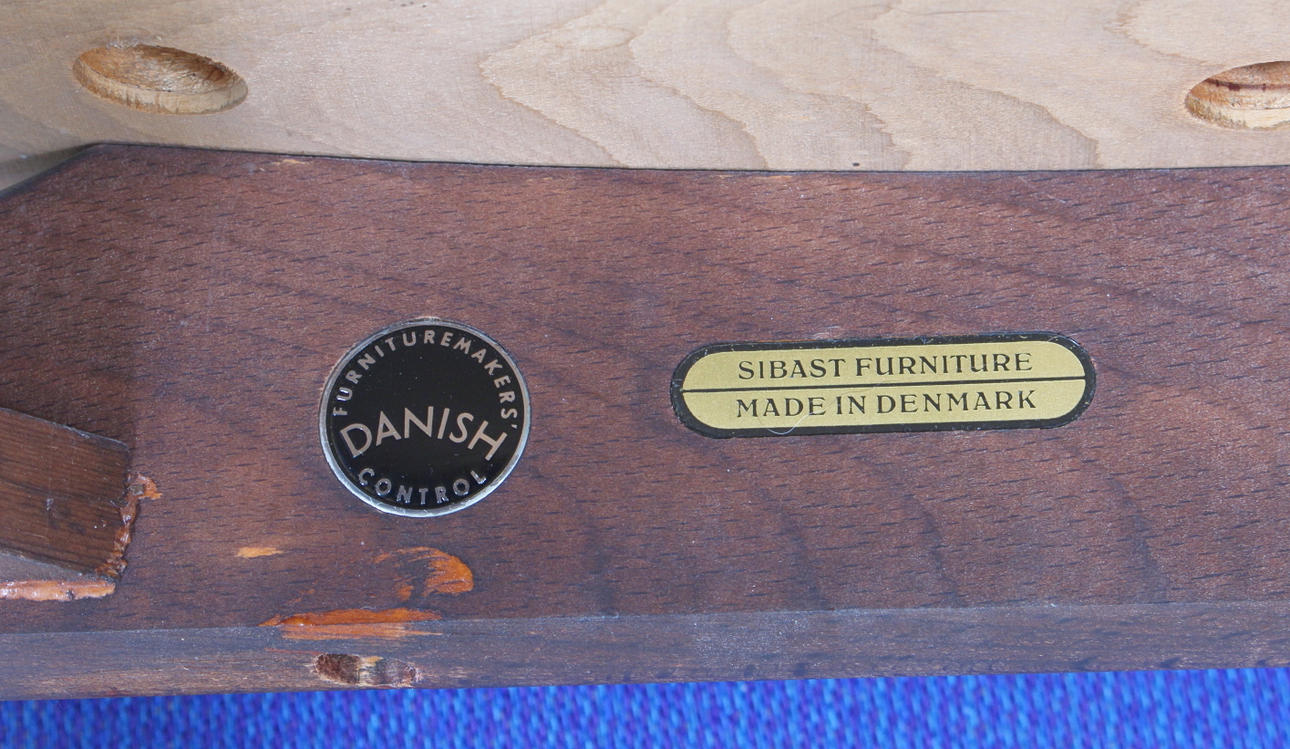 FURNITUREMAKERS'
DANISH
CONTROL
SIBAST FURNITURE
MADE IN DENMARK